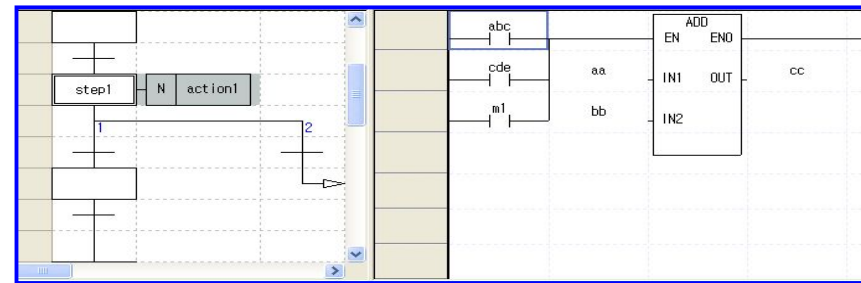 step1 N action1
1 2
abc
cde
m1
ADD
EN ENO
aa IN1 OUT cc
bb IN2